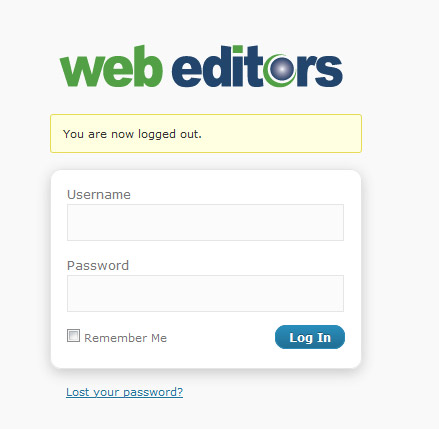 web editors
You are now logged out.
Username
Password
Remember Me
Log In
Lost your password?